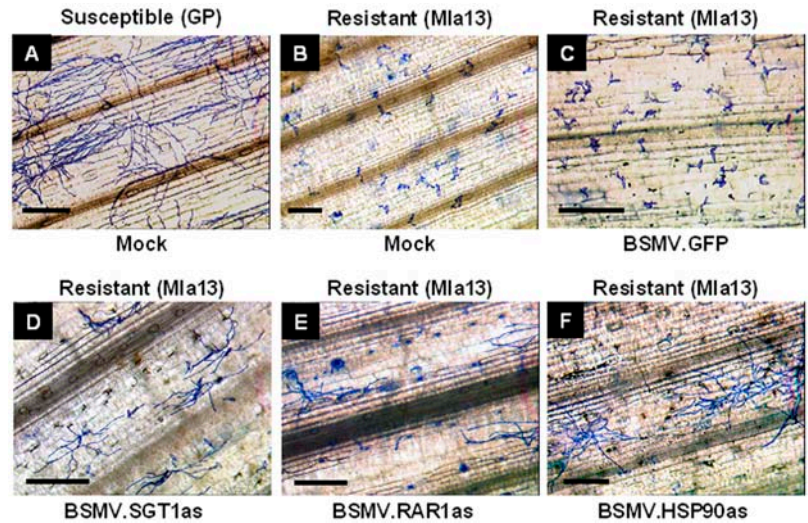 Susceptible (GP)
Resistant (Mla13)
Resistant (Mla13)
A
B
C
Mock
Mock
BSMV.GFP
Resistant (Mla13)
Resistant (Mla13)
Resistant (Mla13)
D
E
F
BSMV.SGT1as
BSMV.RAR1as
BSMV.HSP90as